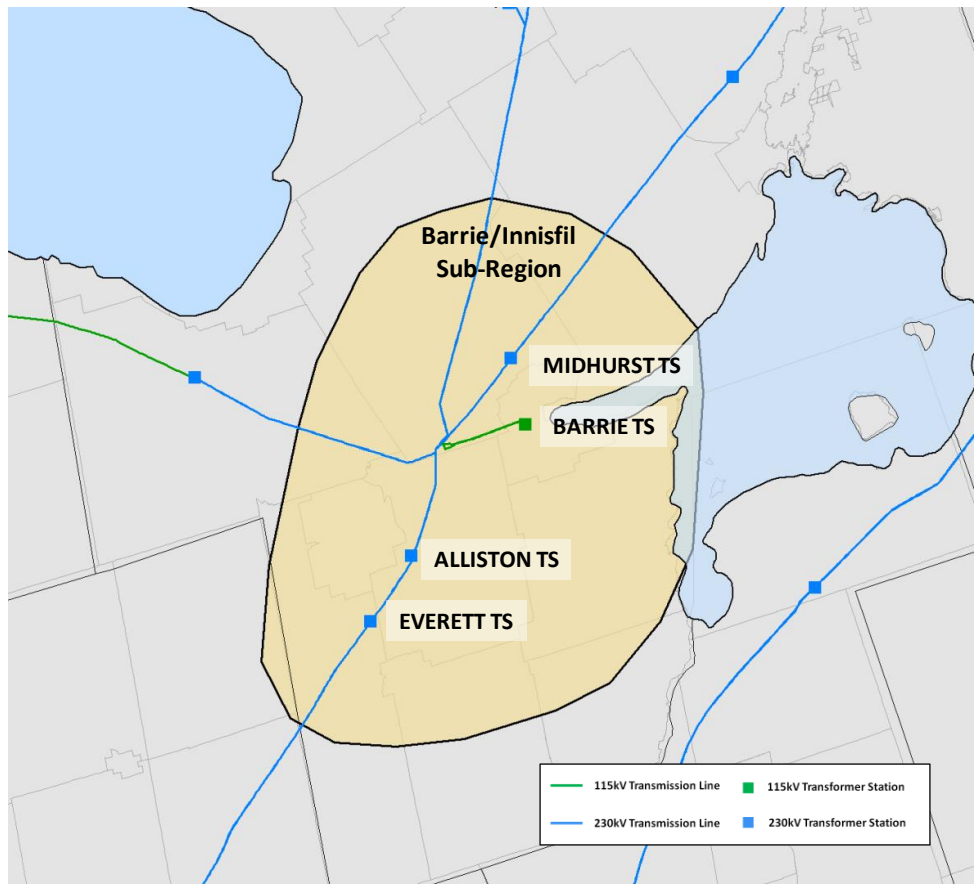 Barrie/Innisfil
Sub-Region
MIDHURST TS
BARRIE TS
ALLISTON TS
EVERETT TS
115kV Transmission Line
115kV Transformer Station
230kV Transmission Line
230kV Transformer Station